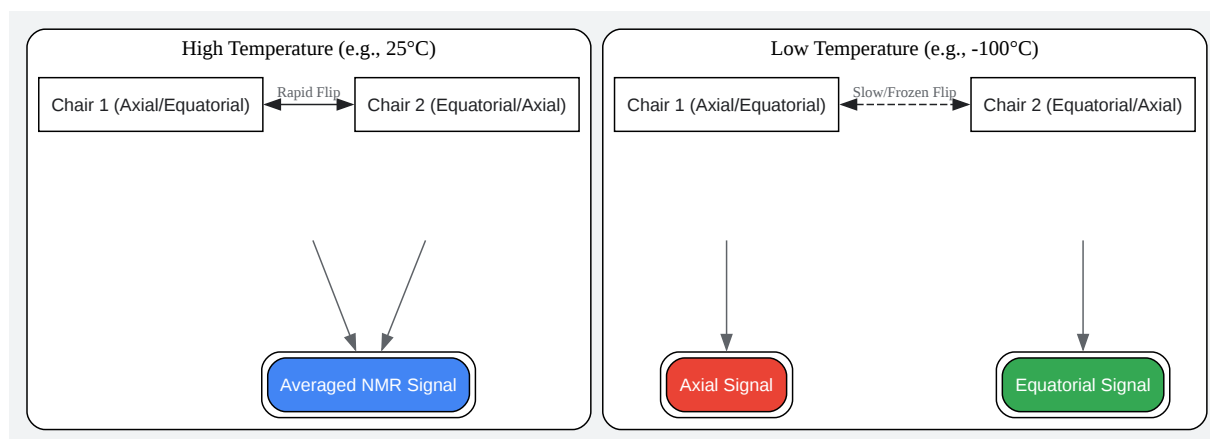 High Temperature (e.g., 25°C)
Chair 1 (Axial/Equatorial)
Rapid Flip
Chair 2 (Equatorial/Axial)
Averaged NMR Signal
Low Temperature (e.g., -100°C)
Chair 1 (Axial/Equatorial)
Slow/Frozen Flip
Chair 2 (Equatorial/Axial)
Axial Signal
Equatorial Signal